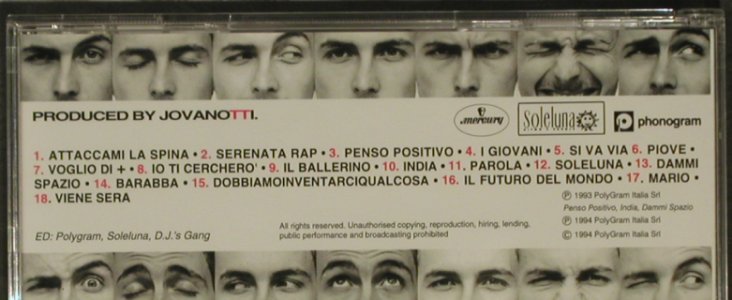 PRODUCED BY JOVANOTTI.
mercury
Soleluna
phonogram
1. ATTACCAMI LA SPINA • 2. SERENATA RAP • 3. PENSO POSITIVO • 4. I GIOVANI • 5. SI VA VIA 6. PIOVE •
7. VOGLIO DI + • 8. IO TI CERCHERO' • 9. IL BALLERINO • 10. INDIA • 11. PAROLA • 12. SOLELUNA • 13. DAMMI
SPAZIO • 14. BARABBA • 15. DOBBIAMOINVENTARCIQUALCOSA • 16. IL FUTURO DEL MONDO • 17. MARIO •
18. VIENE SERA
℗ 1993 PolyGram Italia Srl
Penso Positivo, India, Dammi Spazio
℗ 1994 PolyGram Italia Srl
© 1994 PolyGram Italia Srl
All rights reserved. Unauthorised copying, reproduction, hiring, lending,
public performance and broadcasting prohibited
ED: Polygram, Soleluna, D.J.'s Gang